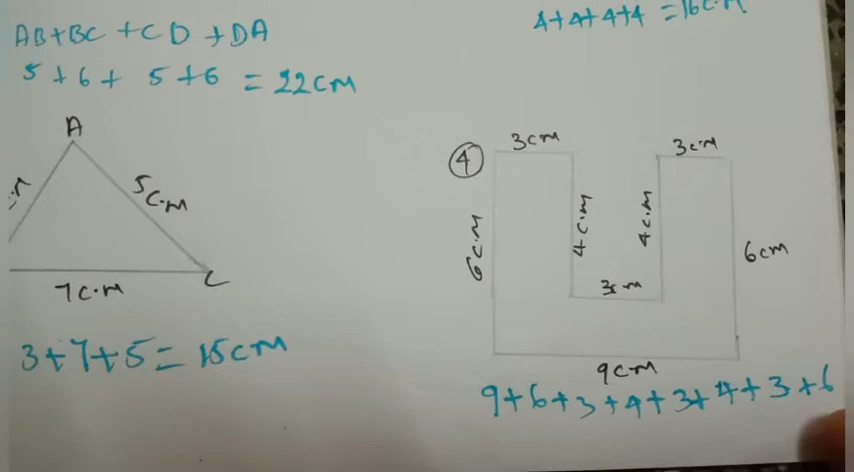 AB+BC +CD +DA
5+6+ 5+6 = 22cm
4+4+4+4 =16C.M
A
5C.M
7C.M
C
3+7+5= 15cm
4
3cm
3cm
6C.M
4C.M
4C.M
6cm
3cm
9cm
9+6+3+4+3+4+3+6